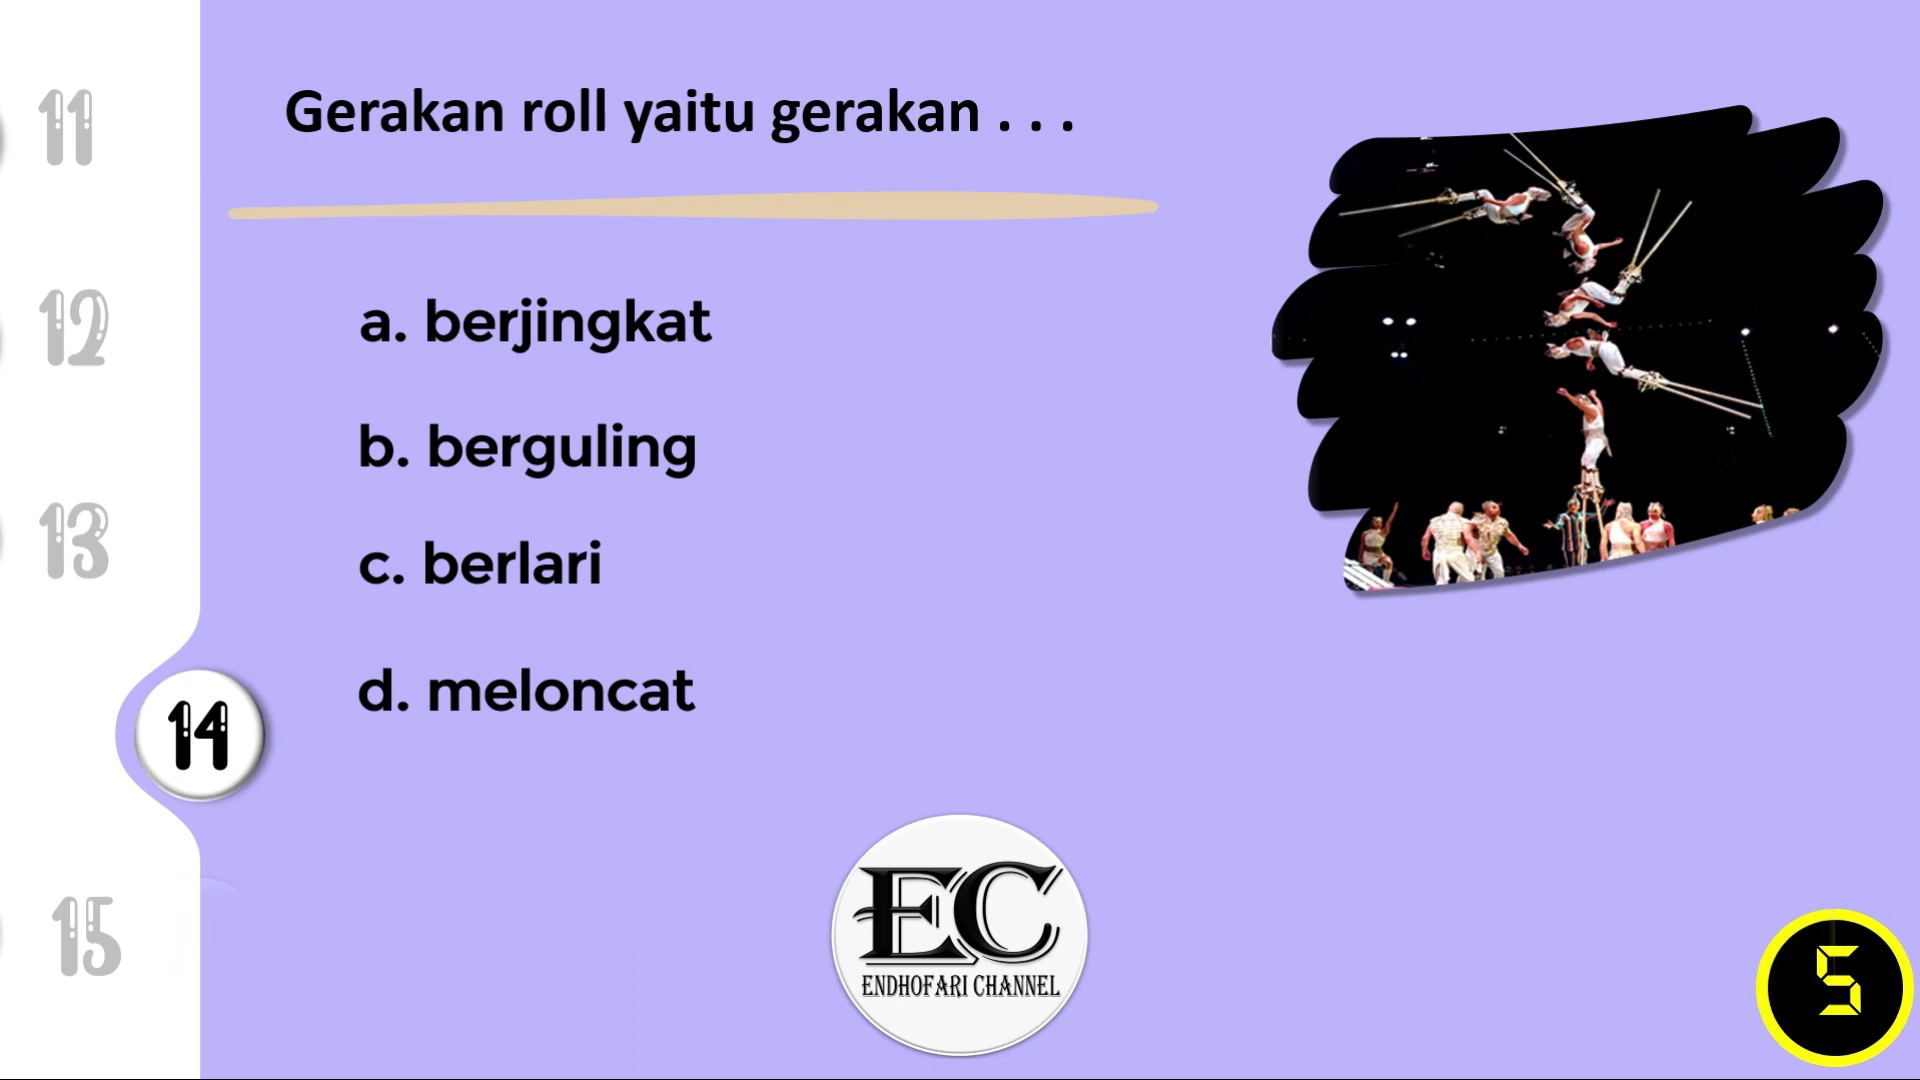 11
12
13
14
15
Gerakan roll yaitu gerakan . . .
a. berjingkat
b. berguling
c. berlari
d. meloncat
EC
ENDHOFARI CHANNEL
5